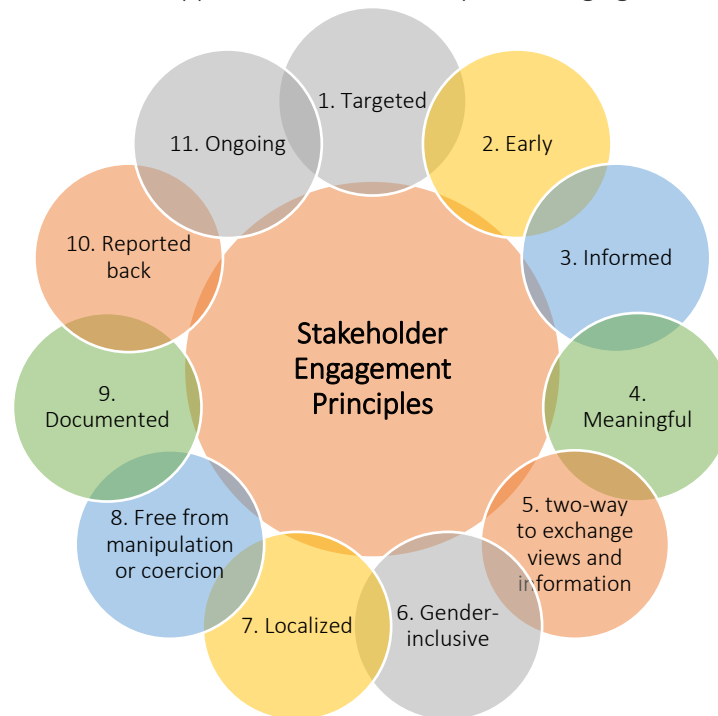 1. Targeted
2. Early
3. Informed
4.
Meaningful
5. two-way
to exchange
views and
information
6. Gender-
inclusive
7. Localized
8. Free from
manipulation
or coercion
9.
Documented
10. Reported
back
11. Ongoing
Stakeholder
Engagement
Principles